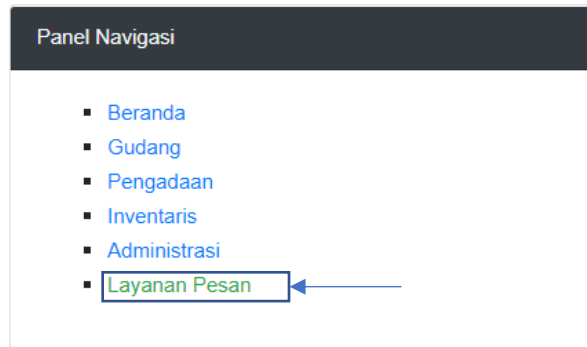 Panel Navigasi
Beranda
Gudang
Pengadaan
Inventaris
Administrasi
Layanan Pesan